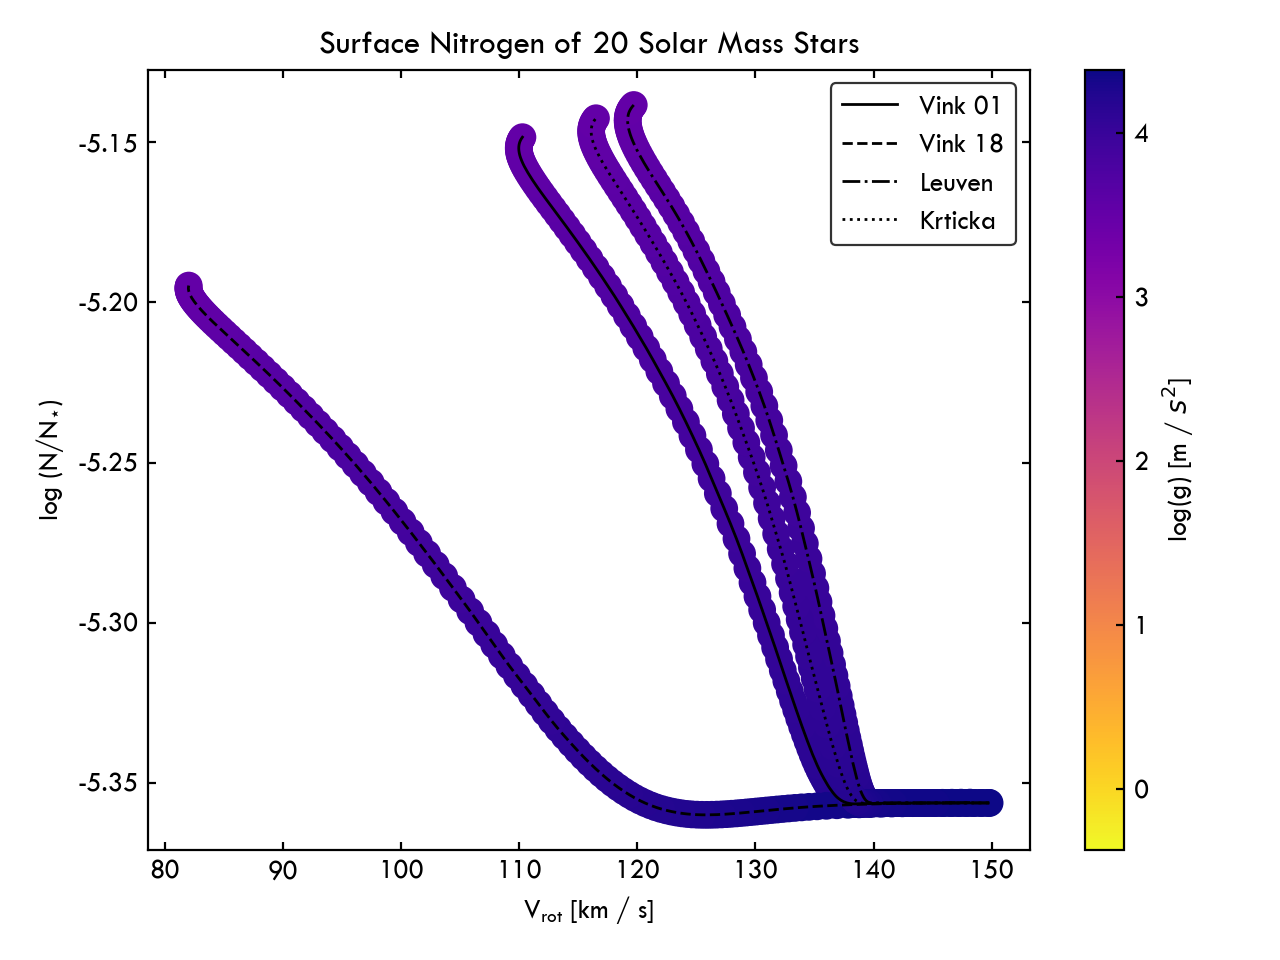 Surface Nitrogen of 20 Solar Mass Stars
Vink 01
Vink 18
Leuven
Krticka
-5.15
-5.20
-5.25
-5.30
-5.35
log (N/N⋆)
80 90 100 110 120 130 140 150
V_rot [km / s]
4
3
2
1
0
log(g) [m / s²]